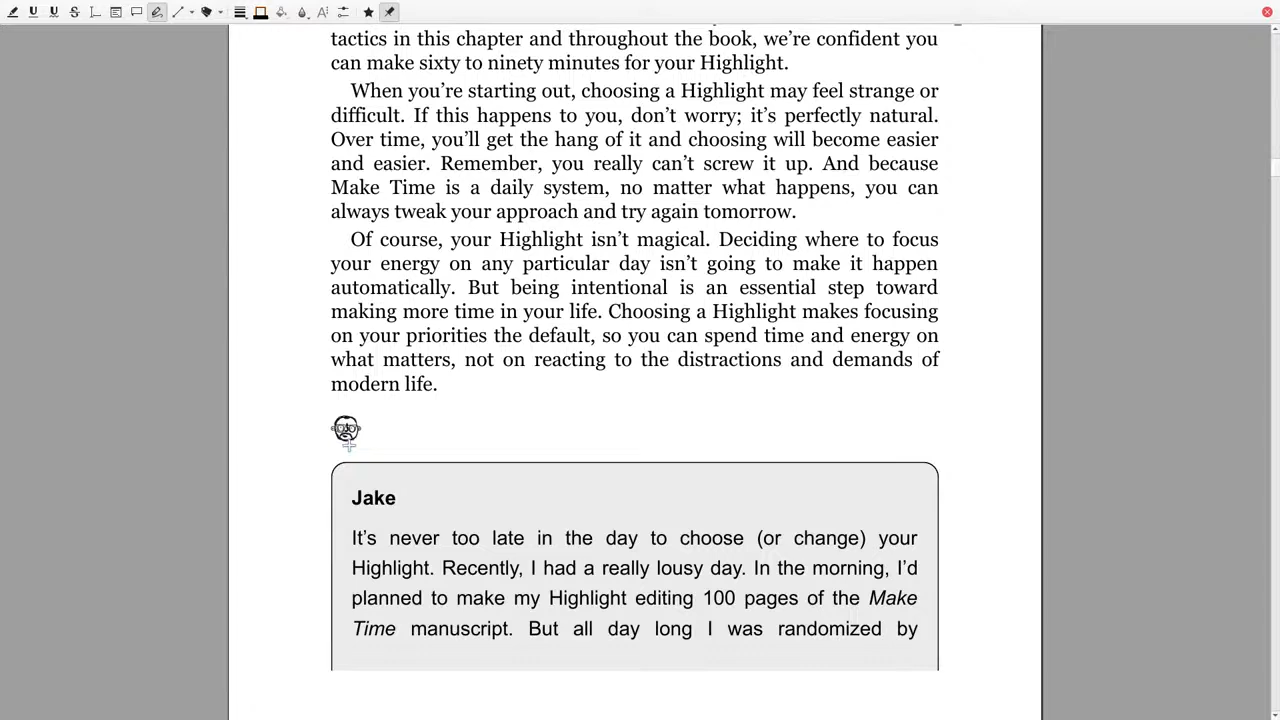 tactics in this chapter and throughout the book, we’re confident you
can make sixty to ninety minutes for your Highlight.
When you’re starting out, choosing a Highlight may feel strange or
difficult. If this happens to you, don’t worry; it’s perfectly natural.
Over time, you’ll get the hang of it and choosing will become easier
and easier. Remember, you really can’t screw it up. And because
Make Time is a daily system, no matter what happens, you can
always tweak your approach and try again tomorrow.
Of course, your Highlight isn’t magical. Deciding where to focus
your energy on any particular day isn’t going to make it happen
automatically. But being intentional is an essential step toward
making more time in your life. Choosing a Highlight makes focusing
on your priorities the default, so you can spend time and energy on
what matters, not on reacting to the distractions and demands of
modern life.
Jake
It’s never too late in the day to choose (or change) your
Highlight. Recently, I had a really lousy day. In the morning, I’d
planned to make my Highlight editing 100 pages of the Make
Time manuscript. But all day long I was randomized by